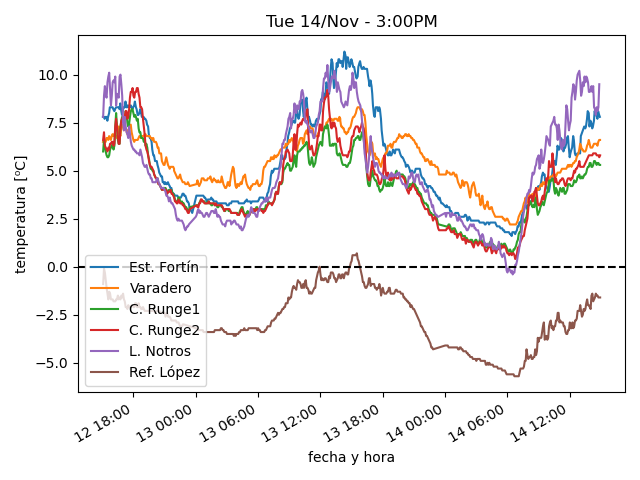 Tue 14/Nov - 3:00PM
temperatura [ºC]
10.0
7.5
5.0
2.5
0.0
−2.5
−5.0
Est. Fortín
Varadero
C. Runge1
C. Runge2
L. Notros
Ref. López
12 18:00
13 00:00
13 06:00
13 12:00
13 18:00
14 00:00
14 06:00
14 12:00
fecha y hora